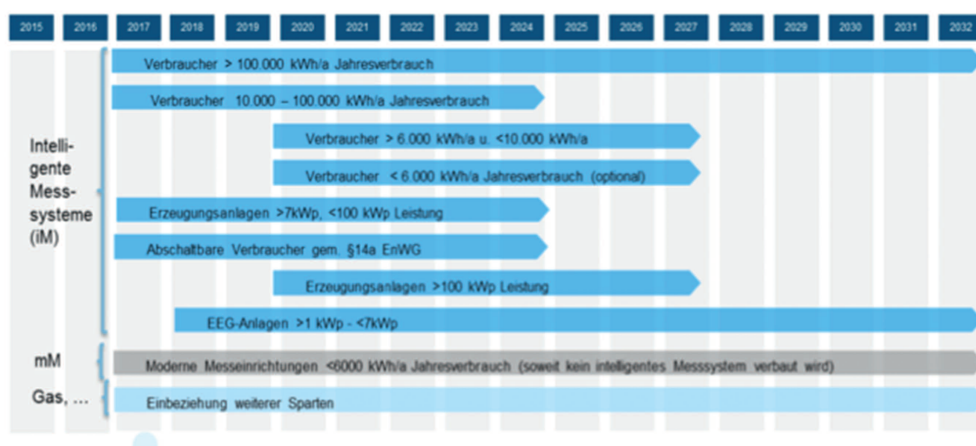 2015 2016 2017 2018 2019 2020 2021 2022 2023 2024 2025 2026 2027 2028 2029 2030 2031 2032
Intelli-
gente
Mess-
systeme
(iM)
Verbraucher > 100.000 kWh/a Jahresverbrauch
Verbraucher 10.000 – 100.000 kWh/a Jahresverbrauch
Verbraucher > 6.000 kWh/a u. <10.000 kWh/a
Verbraucher < 6.000 kWh/a Jahresverbrauch (optional)
Erzeugungsanlagen >7kWp, <100 kWp Leistung
Abschaltbare Verbraucher gem. §14a EnWG
Erzeugungsanlagen >100 kWp Leistung
EEG-Anlagen >1 kWp - <7kWp
mM
Moderne Messeinrichtungen <6000 kWh/a Jahresverbrauch (soweit kein intelligentes Messsystem verbaut wird)
Gas, ...
Einbeziehung weiterer Sparten